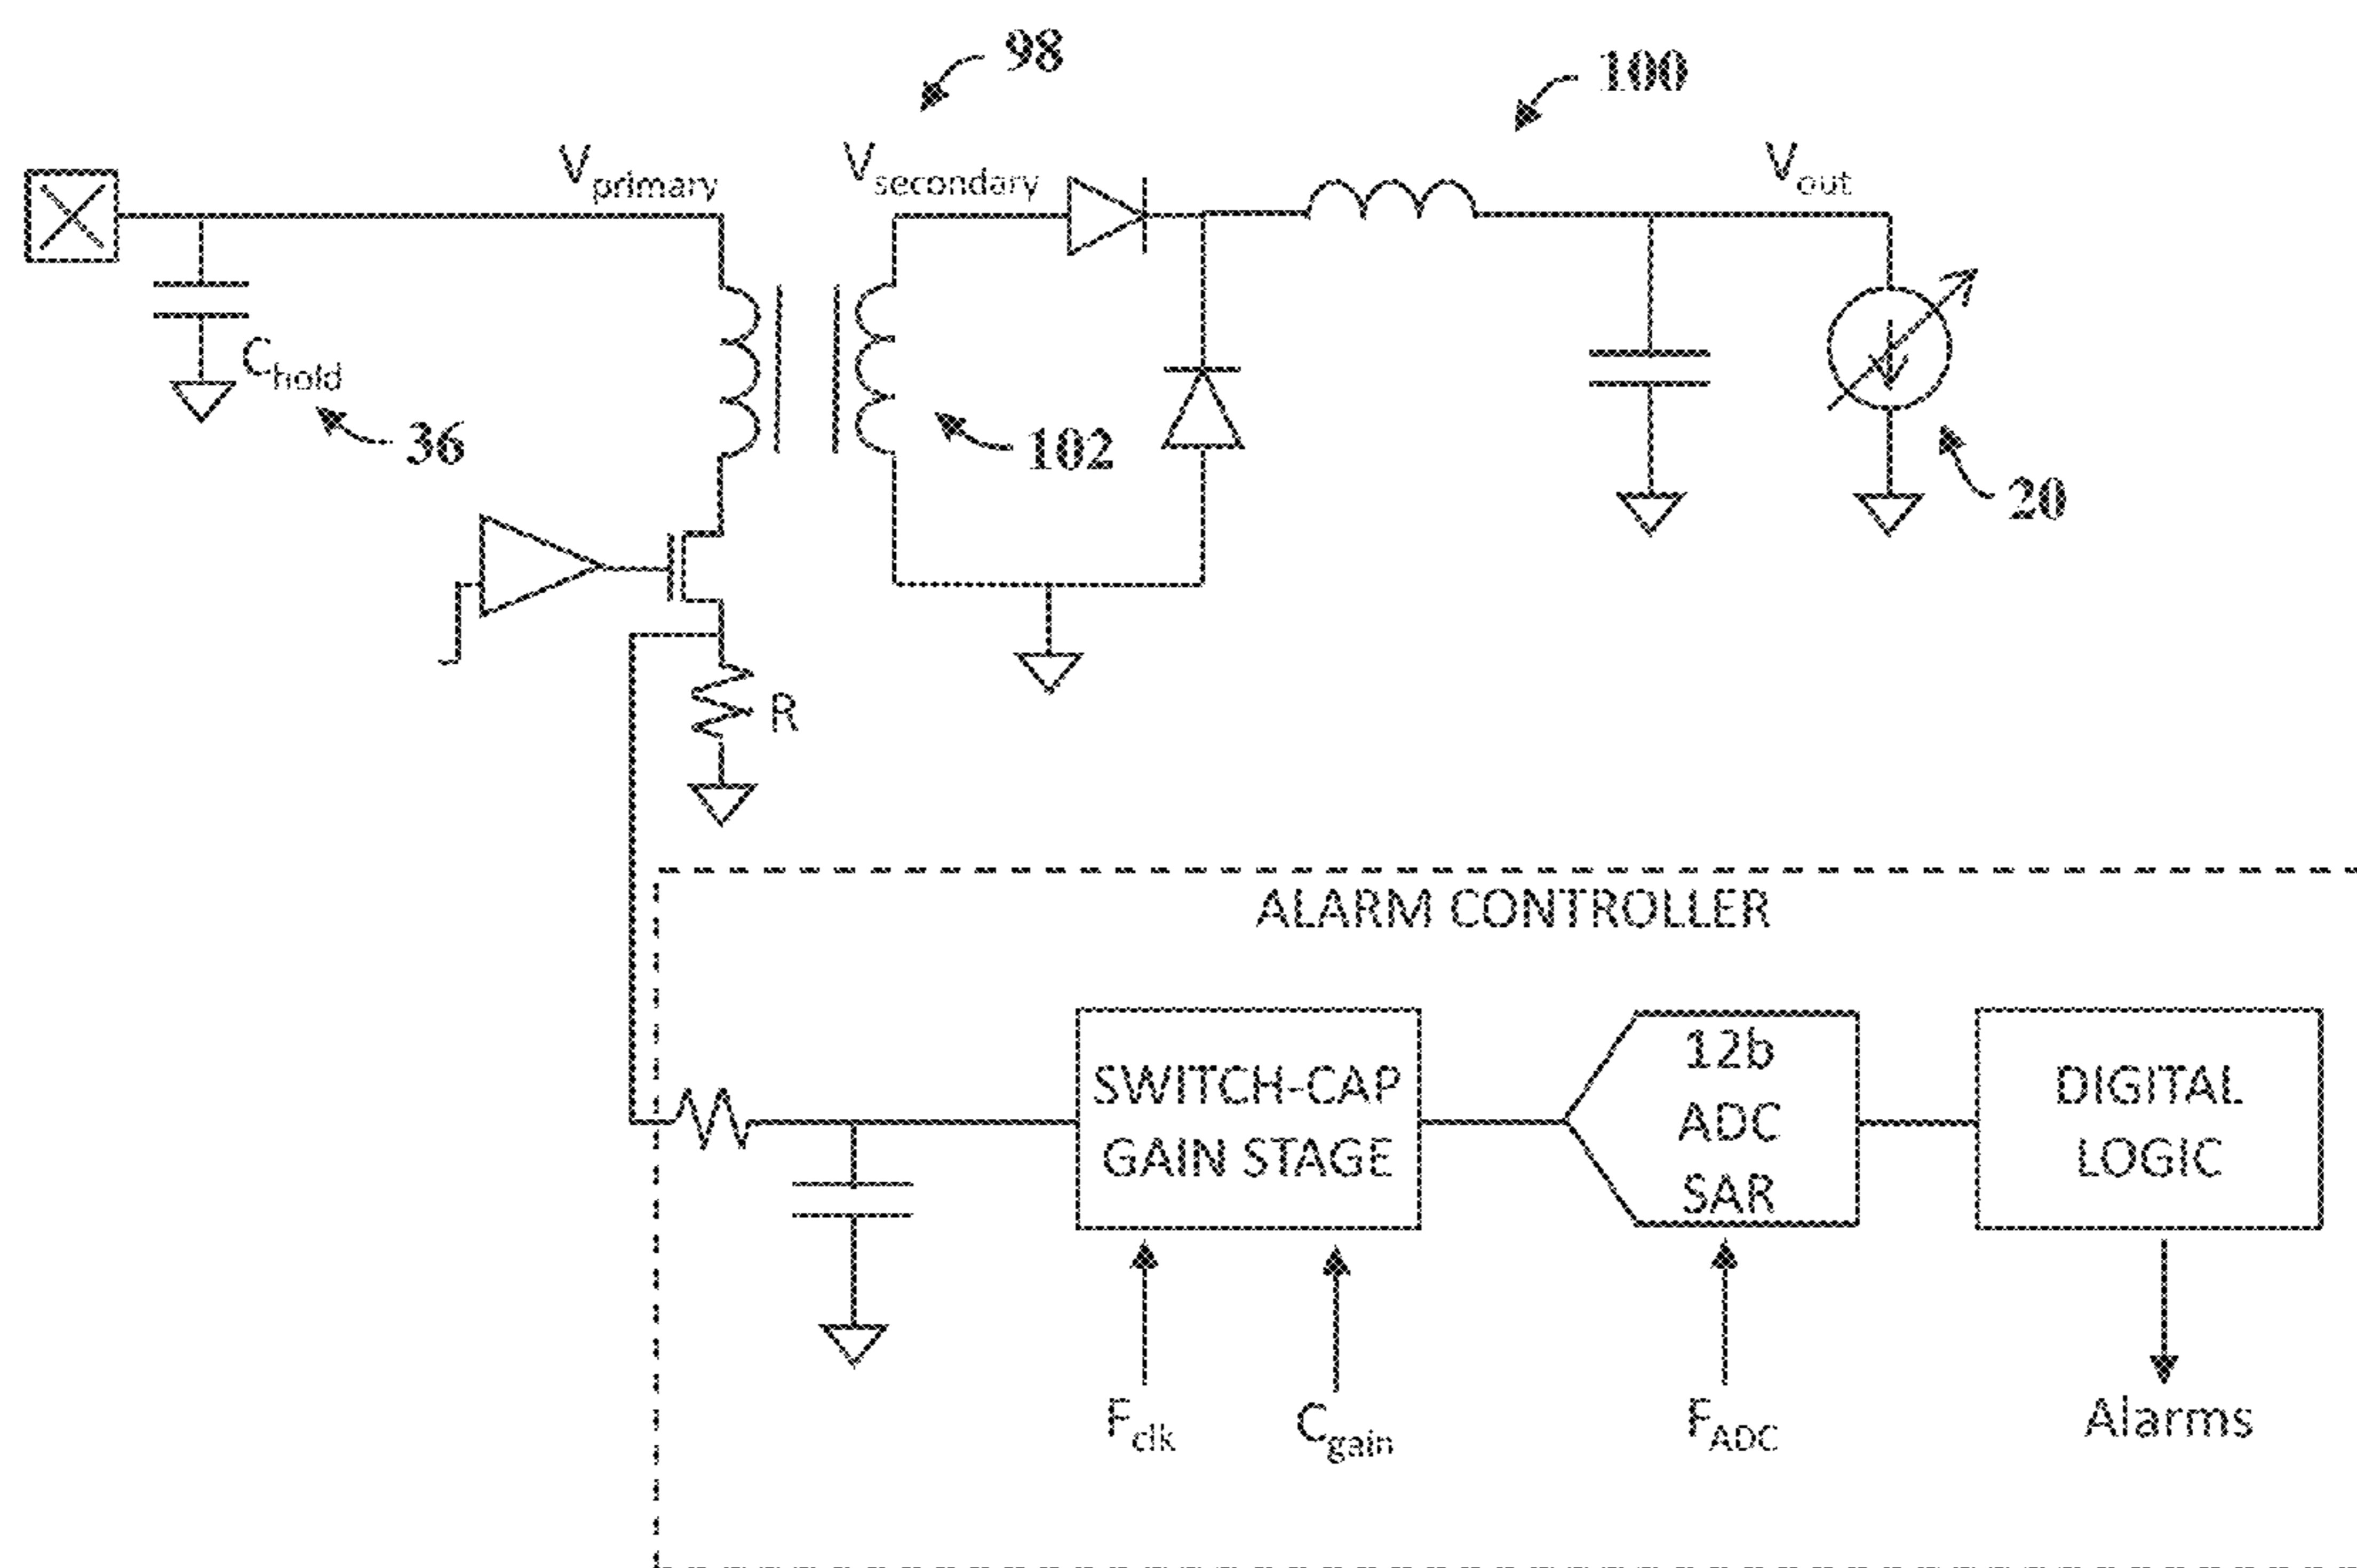 98
100
V_primary
V_secondary
V_out
C_hold
36
102
20
R
ALARM CONTROLLER
SWITCH-CAP
GAIN STAGE
12b
ADC
SAR
DIGITAL
LOGIC
F_clk
C_gain
F_ADC
Alarms